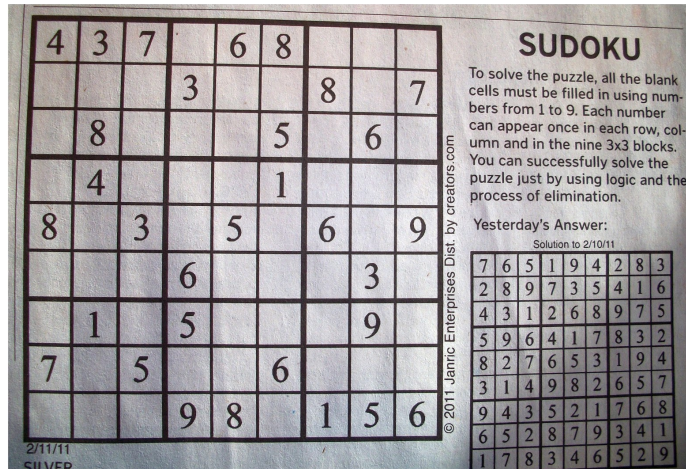 4 3 7 6 8
3 8 7
8 5 6
4 1
8 3 5 6 9
6 3
1 5 9
7 5 6
9 8 1 5 6
2/11/11
SILVER
© 2011 Janric Enterprises Dist. by creators.com
SUDOKU
To solve the puzzle, all the blank
cells must be filled in using num-
bers from 1 to 9. Each number
can appear once in each row, col-
umn and in the nine 3x3 blocks.
You can successfully solve the
puzzle just by using logic and the
process of elimination.
Yesterday's Answer:
Solution to 2/10/11
7 6 5 1 9 4 2 8 3
2 8 9 7 3 5 4 1 6
4 3 1 2 6 8 9 7 5
5 9 6 4 1 7 8 3 2
8 2 7 6 5 3 1 9 4
3 1 4 9 8 2 6 5 7
9 4 3 5 2 1 7 6 8
6 5 2 8 7 9 3 4 1
1 7 8 3 4 6 5 2 9